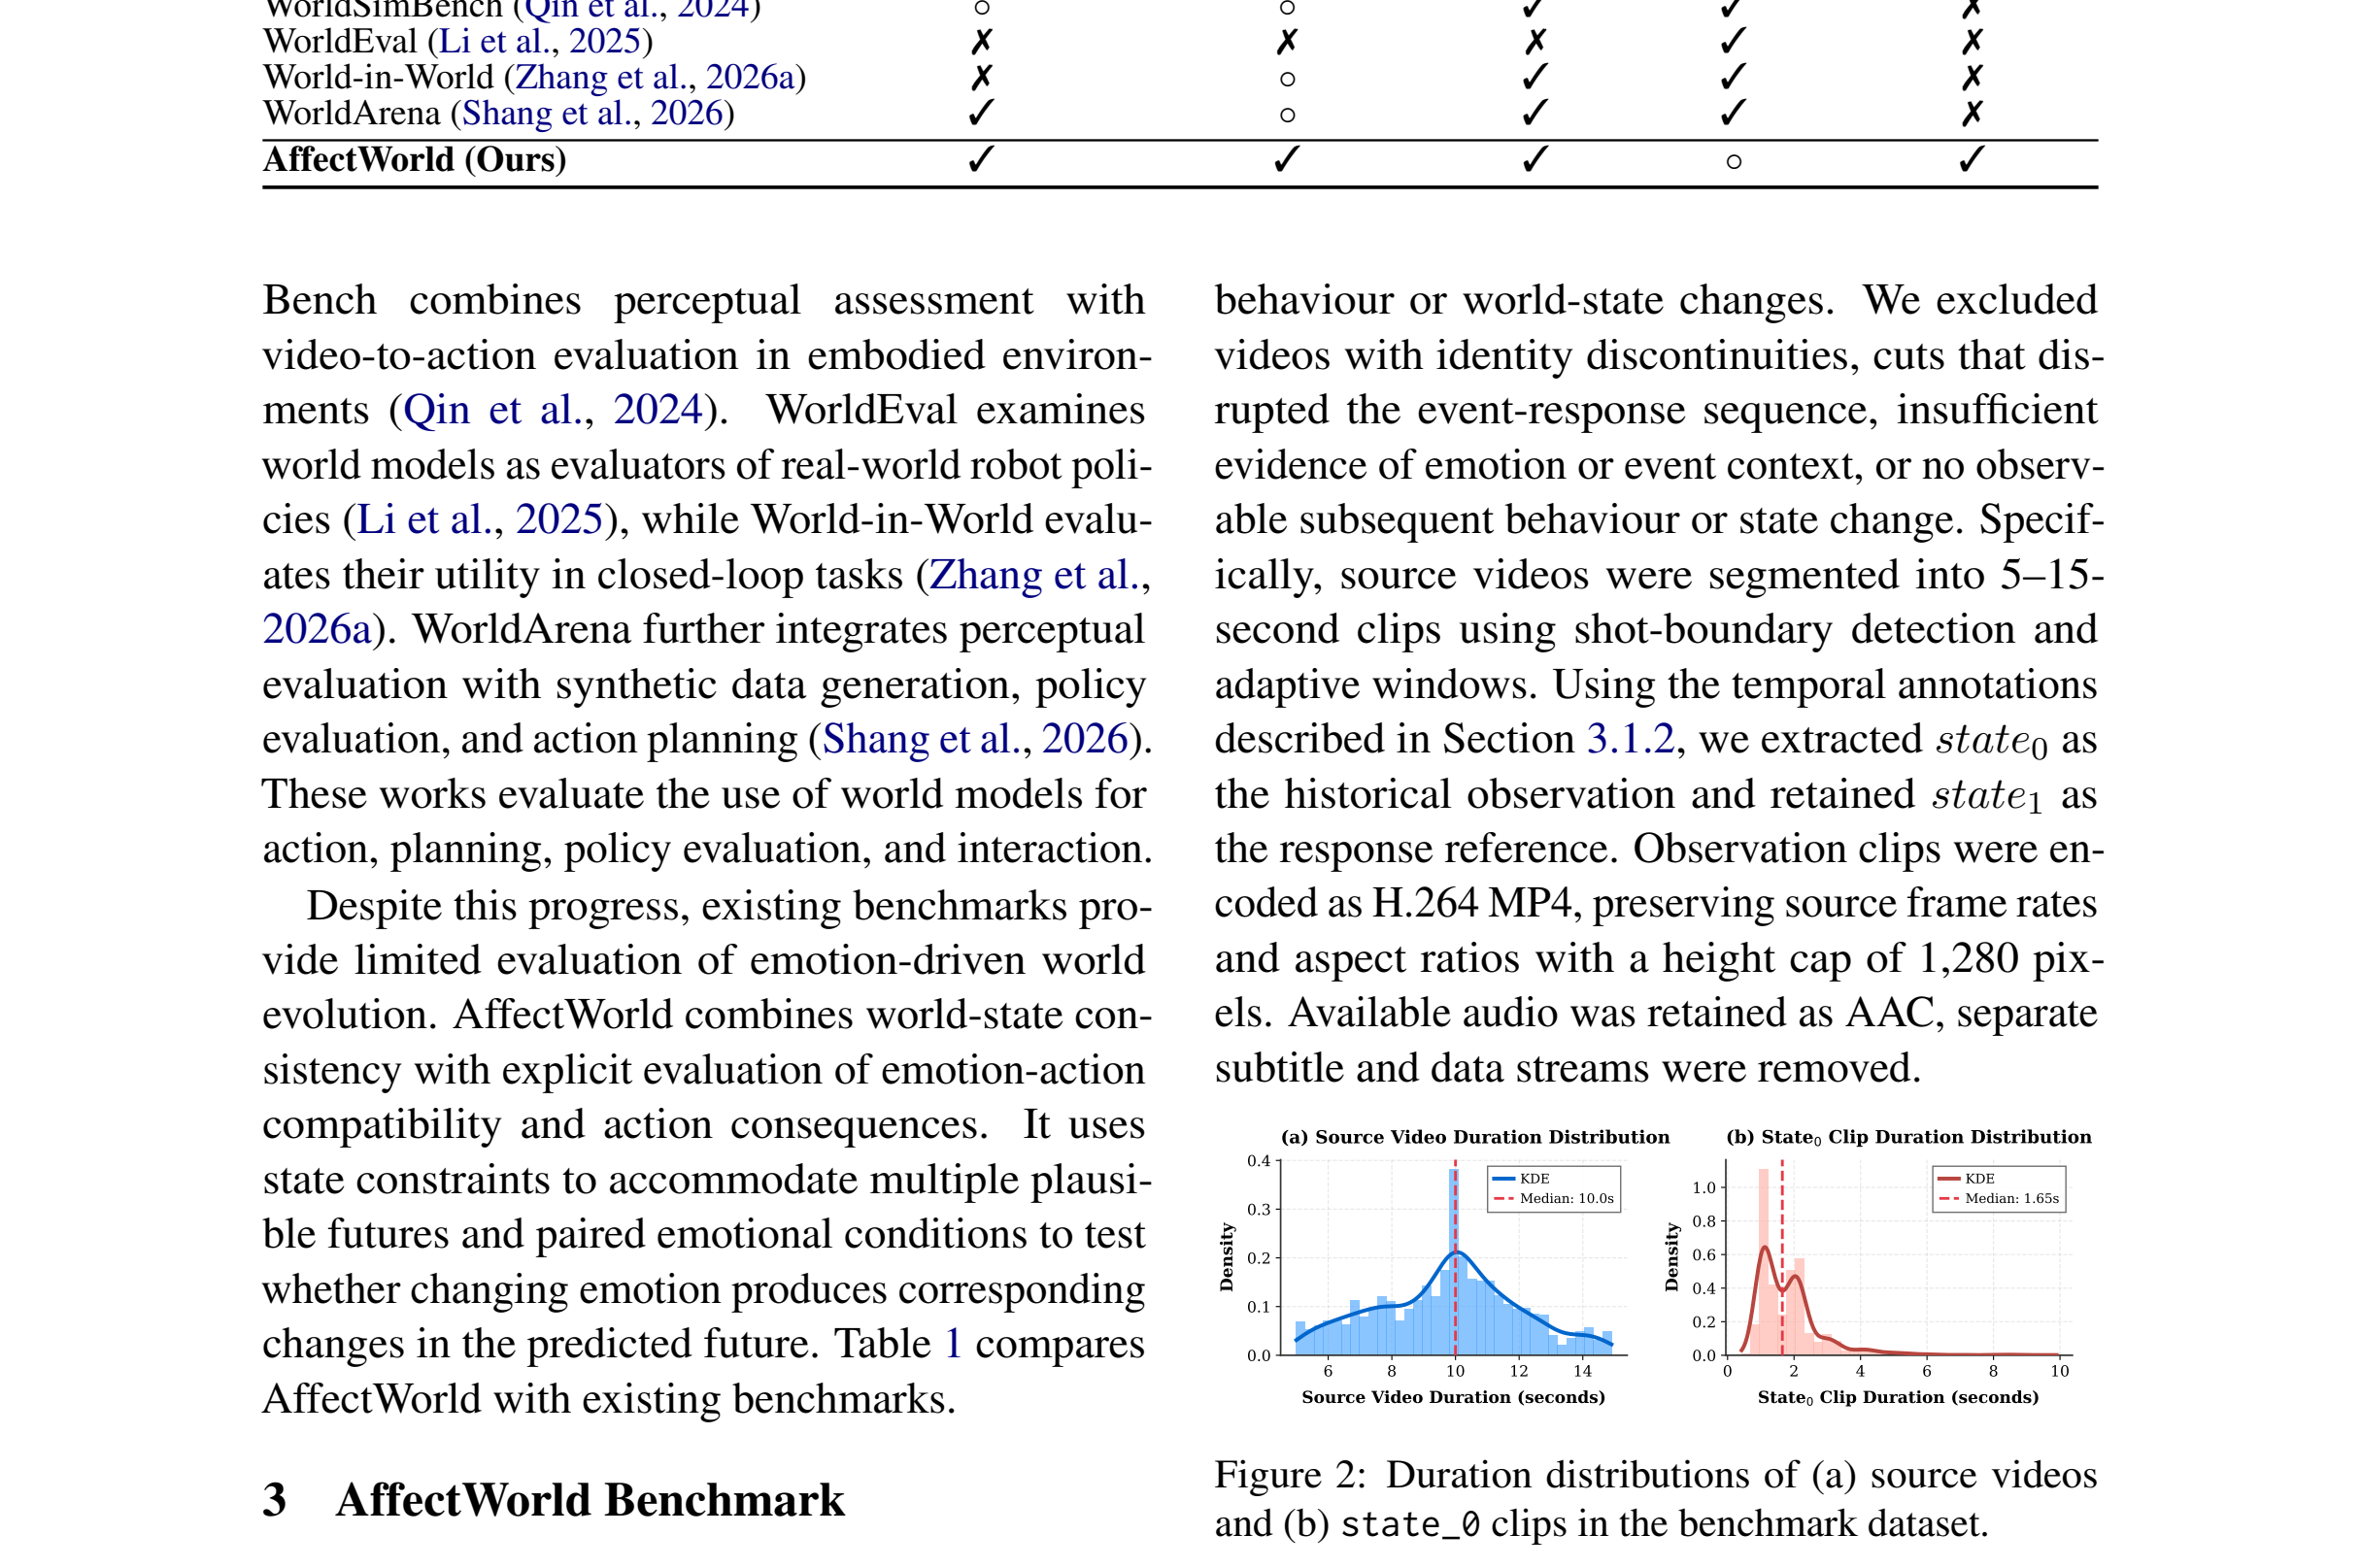 WorldSimBench (Qin et al., 2024) ○ ○ ✓ ✓ ✗
WorldEval (Li et al., 2025) ✗ ✗ ✗ ✓ ✗
World-in-World (Zhang et al., 2026a) ✗ ○ ✓ ✓ ✗
WorldArena (Shang et al., 2026) ✓ ○ ✓ ✓ ✗
AffectWorld (Ours) ✓ ✓ ✓ ○ ✓
Bench combines perceptual assessment with
video-to-action evaluation in embodied environ-
ments (Qin et al., 2024). WorldEval examines
world models as evaluators of real-world robot poli-
cies (Li et al., 2025), while World-in-World evalu-
ates their utility in closed-loop tasks (Zhang et al.,
2026a). WorldArena further integrates perceptual
evaluation with synthetic data generation, policy
evaluation, and action planning (Shang et al., 2026).
These works evaluate the use of world models for
action, planning, policy evaluation, and interaction.
Despite this progress, existing benchmarks pro-
vide limited evaluation of emotion-driven world
evolution. AffectWorld combines world-state con-
sistency with explicit evaluation of emotion-action
compatibility and action consequences. It uses
state constraints to accommodate multiple plausi-
ble futures and paired emotional conditions to test
whether changing emotion produces corresponding
changes in the predicted future. Table 1 compares
AffectWorld with existing benchmarks.
3 AffectWorld Benchmark
behaviour or world-state changes. We excluded
videos with identity discontinuities, cuts that dis-
rupted the event-response sequence, insufficient
evidence of emotion or event context, or no observ-
able subsequent behaviour or state change. Specif-
ically, source videos were segmented into 5–15-
second clips using shot-boundary detection and
adaptive windows. Using the temporal annotations
described in Section 3.1.2, we extracted state₀ as
the historical observation and retained state₁ as
the response reference. Observation clips were en-
coded as H.264 MP4, preserving source frame rates
and aspect ratios with a height cap of 1,280 pix-
els. Available audio was retained as AAC, separate
subtitle and data streams were removed.
(a) Source Video Duration Distribution
0.4
0.3
0.2
0.1
0.0
Density
KDE
Median: 10.0s
6 8 10 12 14
Source Video Duration (seconds)
(b) State₀ Clip Duration Distribution
1.0
0.8
0.6
0.4
0.2
0.0
Density
KDE
Median: 1.65s
0 2 4 6 8 10
State₀ Clip Duration (seconds)
Figure 2: Duration distributions of (a) source videos
and (b) state_0 clips in the benchmark dataset.